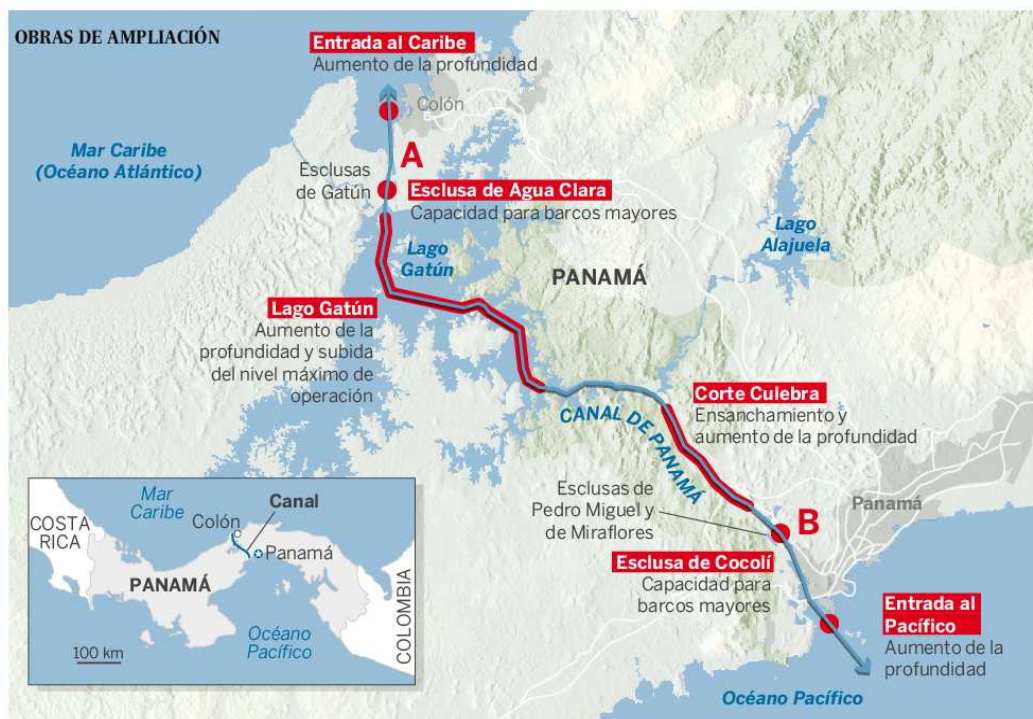 OBRAS DE AMPLIACIÓN
Entrada al Caribe
Aumento de la profundidad
Colón
Mar Caribe
(Océano Atlántico)
A
Esclusas
de Gatún
Esclusa de Agua Clara
Capacidad para barcos mayores
Lago
Gatún
Lago
Alajuela
PANAMÁ
Lago Gatún
Aumento de la
profundidad y subida
del nivel máximo de
operación
CANAL DE PANAMÁ
Corte Culebra
Ensanchamiento y
aumento de la profundidad
Esclusas de
Pedro Miguel y
de Miraflores
B
Panamá
Esclusa de Cocolí
Capacidad para
barcos mayores
Entrada al
Pacífico
Aumento de la
profundidad
Océano Pacífico
Mar
Caribe
Canal
Colón
COSTA
RICA
Panamá
PANAMÁ
COLOMBIA
Océano
Pacífico
100 km